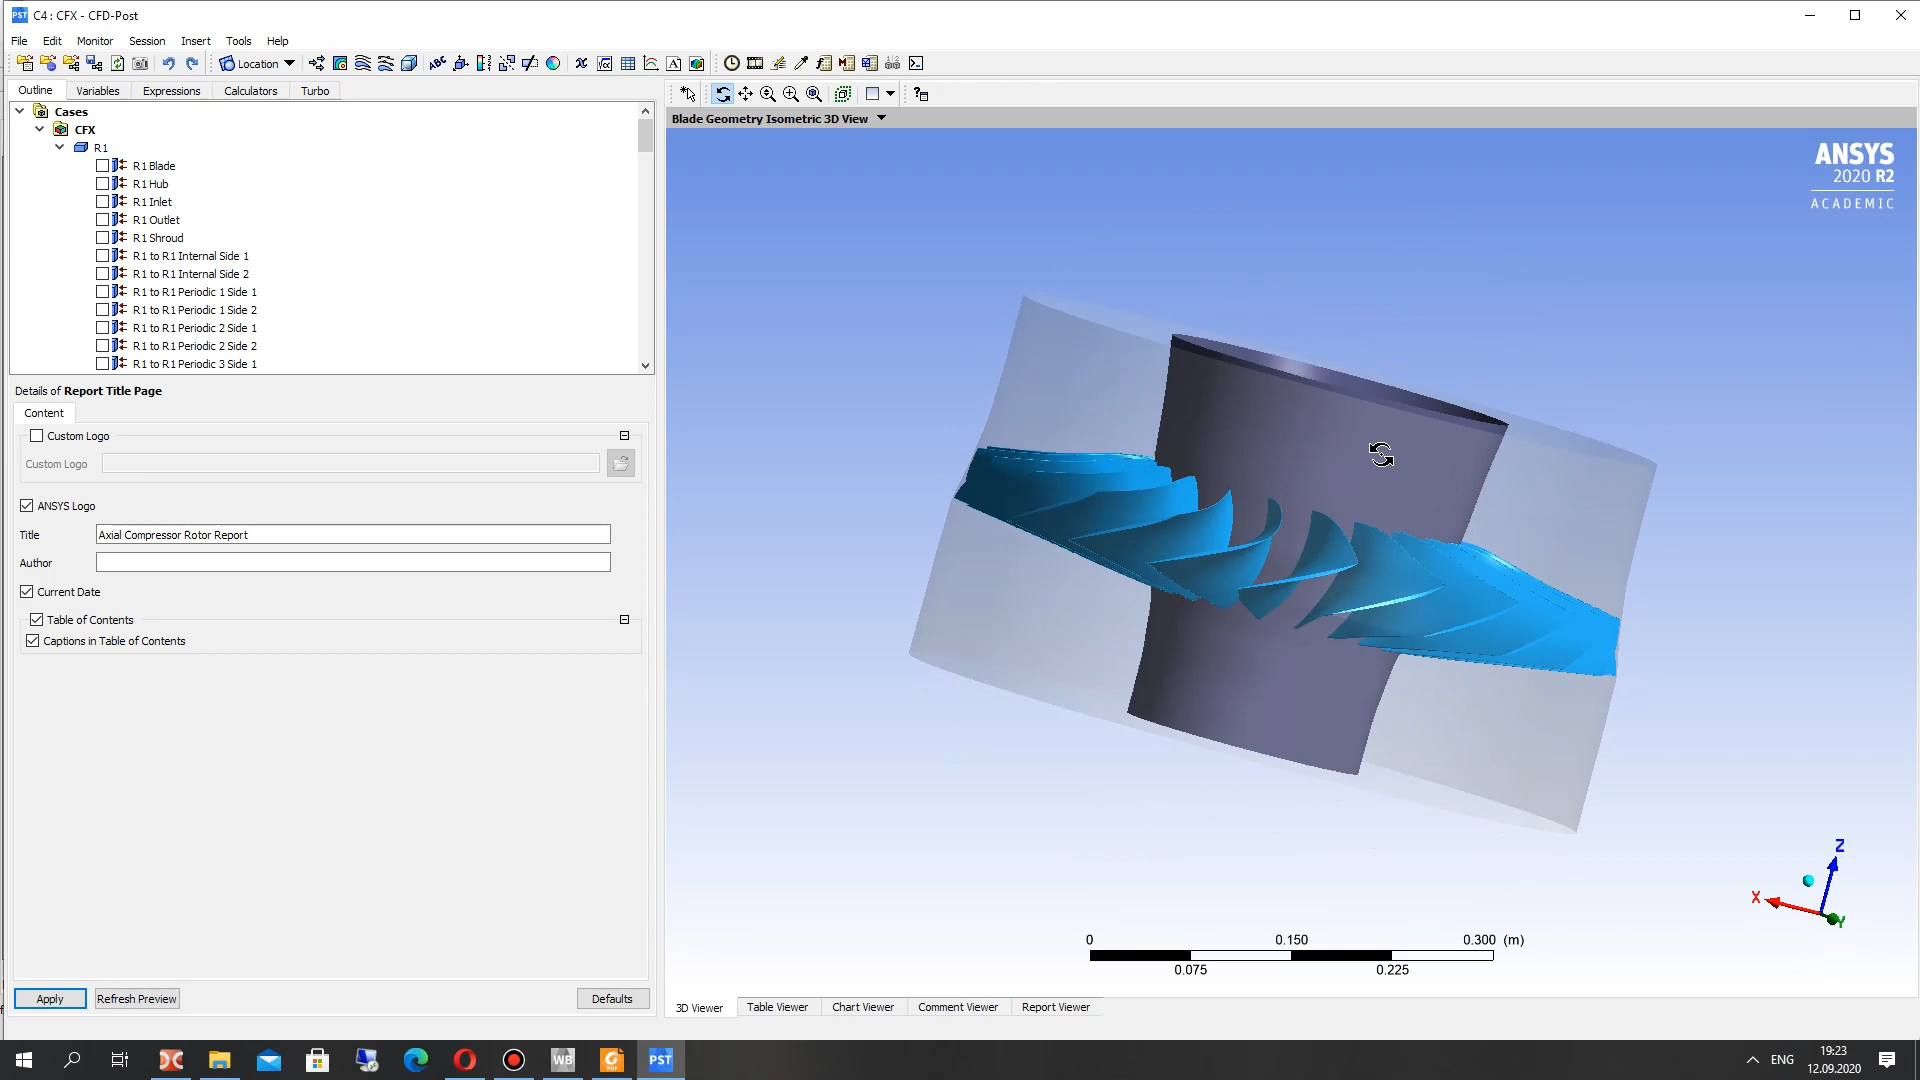 PST C4 : CFX - CFD-Post
File Edit Monitor Session Insert Tools Help
Location
ABC
Outline Variables Expressions Calculators Turbo
Cases
CFX
R1
R1 Blade
R1 Hub
R1 Inlet
R1 Outlet
R1 Shroud
R1 to R1 Internal Side 1
R1 to R1 Internal Side 2
R1 to R1 Periodic 1 Side 1
R1 to R1 Periodic 1 Side 2
R1 to R1 Periodic 2 Side 1
R1 to R1 Periodic 2 Side 2
R1 to R1 Periodic 3 Side 1
Details of Report Title Page
Content
Custom Logo
Custom Logo
ANSYS Logo
Title Axial Compressor Rotor Report
Author
Current Date
Table of Contents
Captions in Table of Contents
Apply Refresh Preview Defaults
Blade Geometry Isometric 3D View
ANSYS
2020 R2
ACADEMIC
Z
X
Y
0 0.150 0.300 (m)
0.075 0.225
3D Viewer Table Viewer Chart Viewer Comment Viewer Report Viewer
WB PST
ENG
19:23
12.09.2020